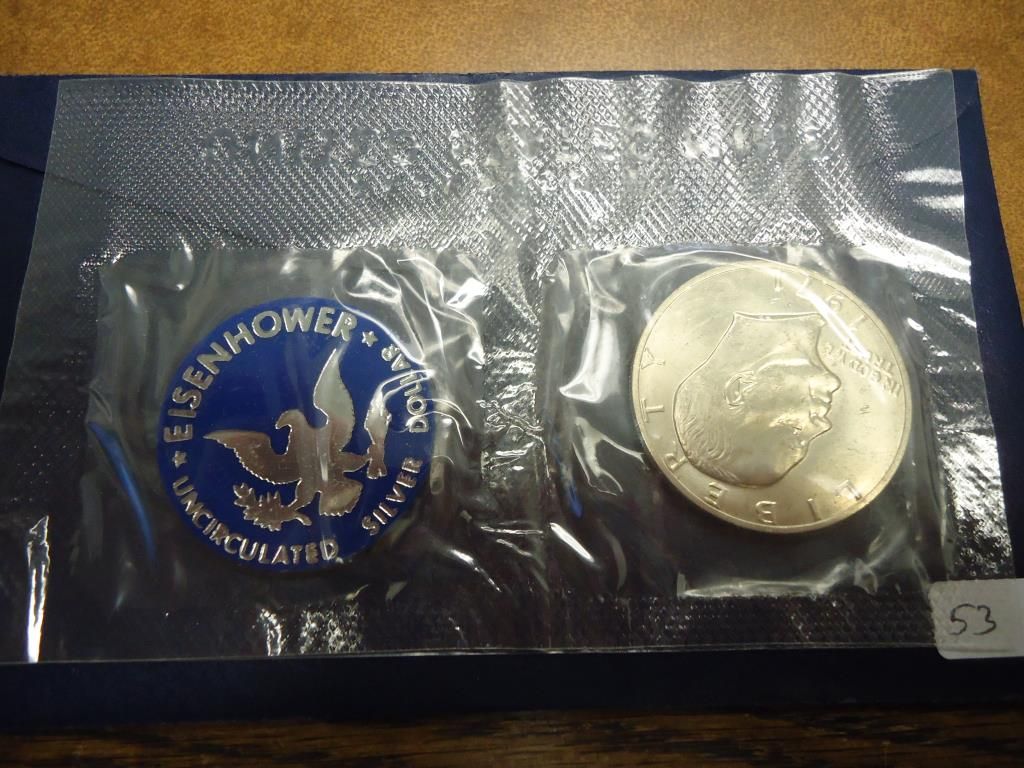 ★ EISENHOWER ★
UNCIRCULATED SILVER DOLLAR
LIBERTY
IN GOD WE
TRUST
1971
53